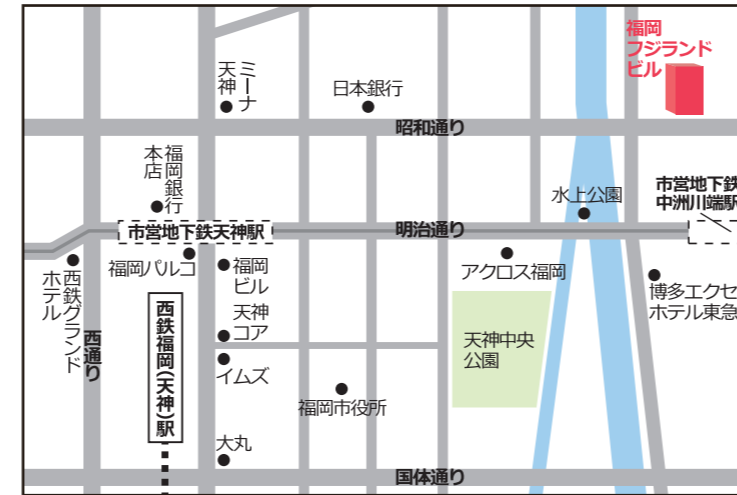 福岡
フジランド
ビル
ミーナ
天神
日本銀行
昭和通り
福岡銀行
本店
水上公園
市営地下鉄
中洲川端駅
市営地下鉄天神駅
明治通り
福岡パルコ
福岡
ビル
アクロス福岡
西鉄グランド
ホテル
博多エクセ
ホテル東急
天神
コア
西鉄福岡(天神)駅
西通り
天神中央
公園
イムズ
福岡市役所
大丸
国体通り